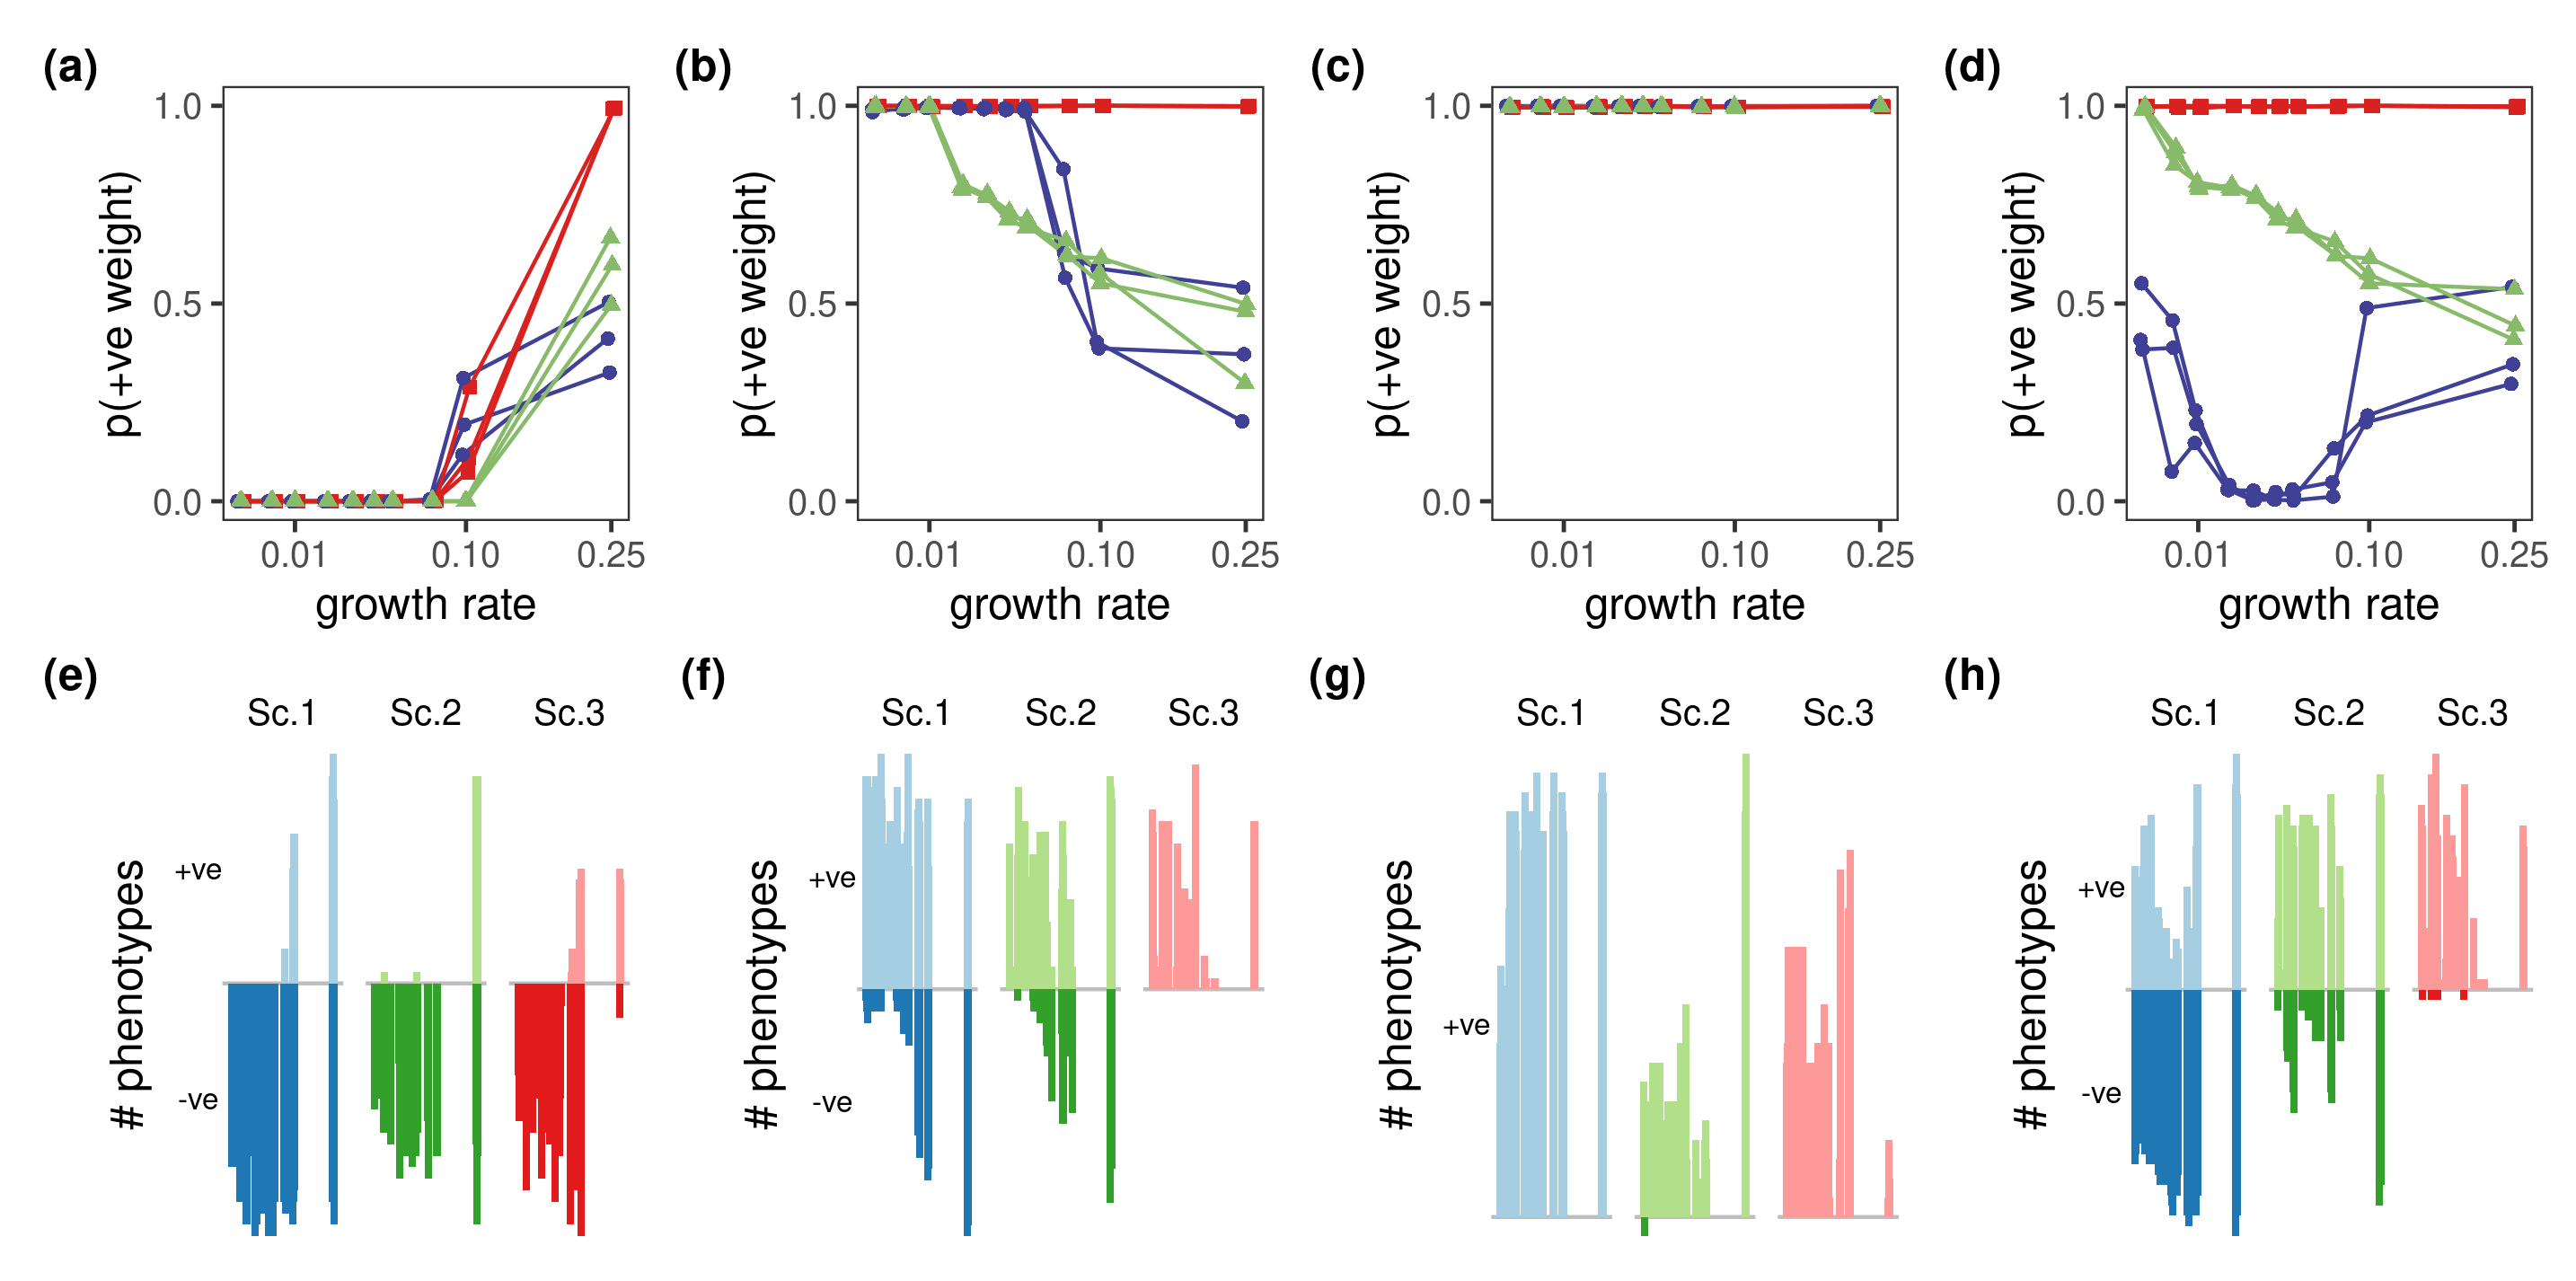 (a)
(b)
(c)
(d)
p(+ve weight)
1.0
0.5
0.0
0.01 0.10 0.25
growth rate
p(+ve weight)
1.0
0.5
0.0
0.01 0.10 0.25
growth rate
p(+ve weight)
1.0
0.5
0.0
0.01 0.10 0.25
growth rate
p(+ve weight)
1.0
0.5
0.0
0.01 0.10 0.25
growth rate
(e)
Sc.1 Sc.2 Sc.3
# phenotypes
+ve
-ve
(f)
Sc.1 Sc.2 Sc.3
# phenotypes
+ve
-ve
(g)
Sc.1 Sc.2 Sc.3
# phenotypes
+ve
(h)
Sc.1 Sc.2 Sc.3
# phenotypes
+ve
-ve